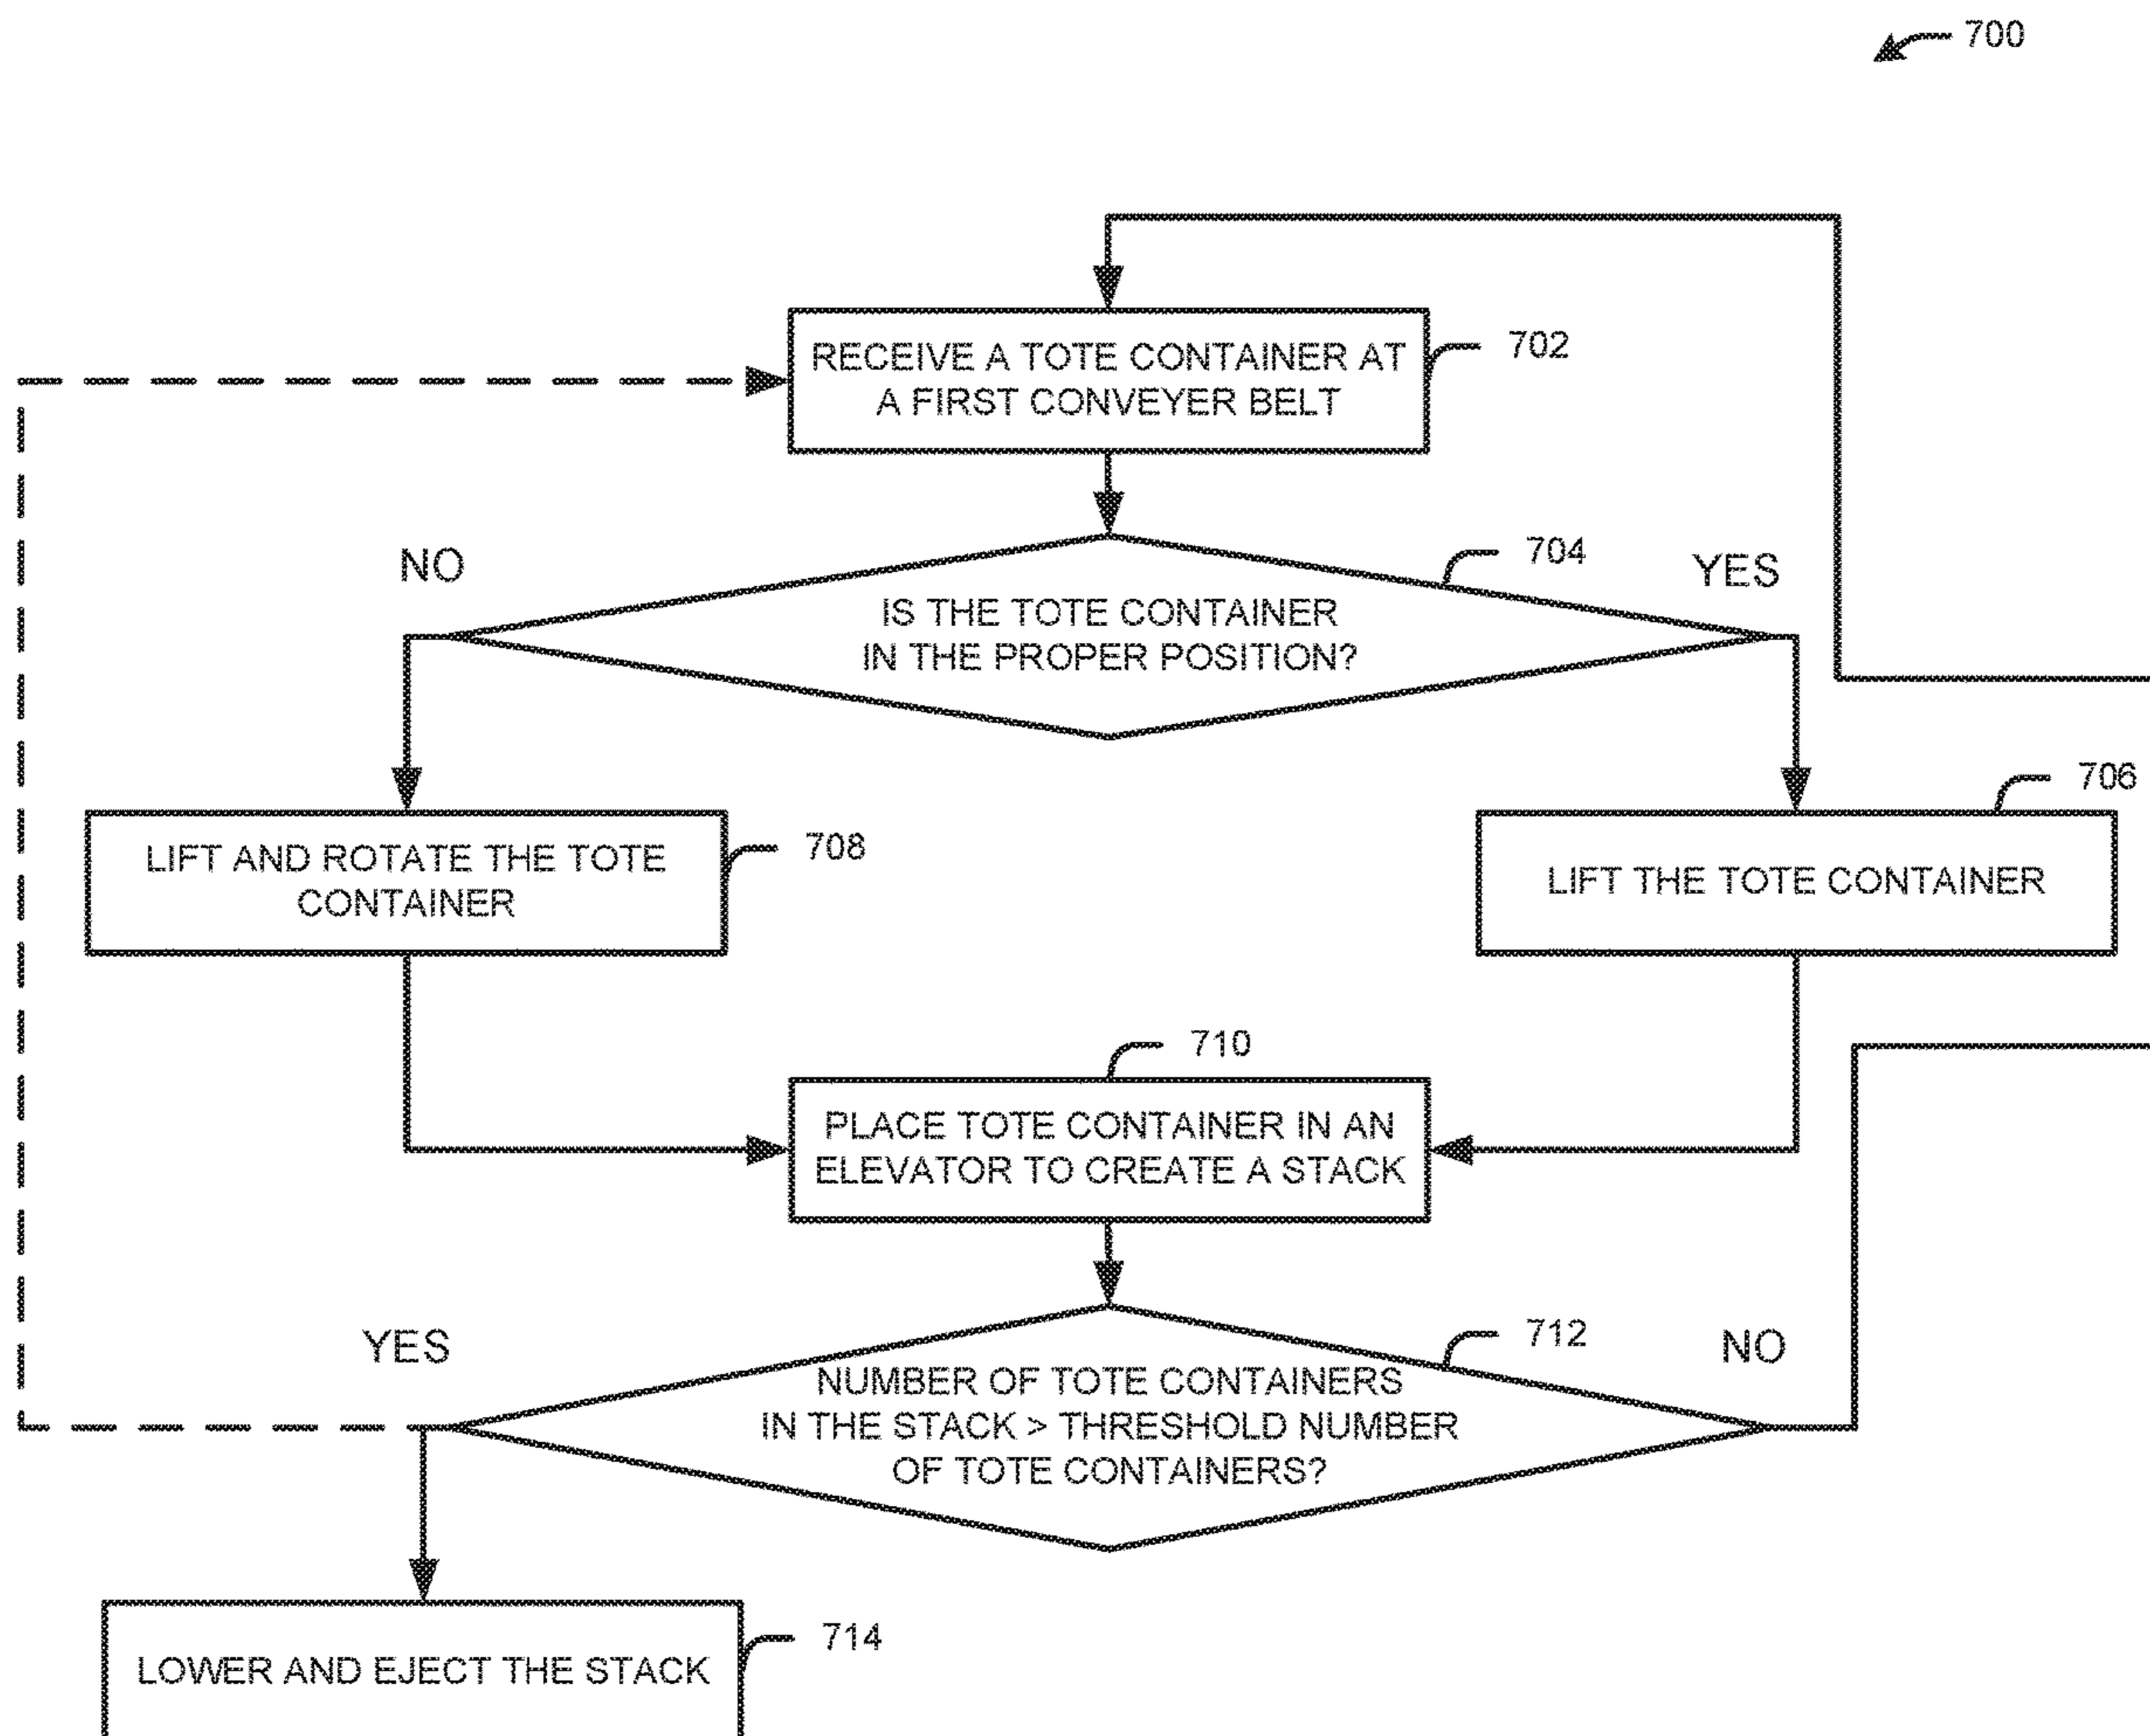 700
RECEIVE A TOTE CONTAINER AT
A FIRST CONVEYER BELT
702
NO
704
YES
IS THE TOTE CONTAINER
IN THE PROPER POSITION?
706
LIFT AND ROTATE THE TOTE
CONTAINER
708
LIFT THE TOTE CONTAINER
710
PLACE TOTE CONTAINER IN AN
ELEVATOR TO CREATE A STACK
YES
712
NO
NUMBER OF TOTE CONTAINERS
IN THE STACK > THRESHOLD NUMBER
OF TOTE CONTAINERS?
714
LOWER AND EJECT THE STACK